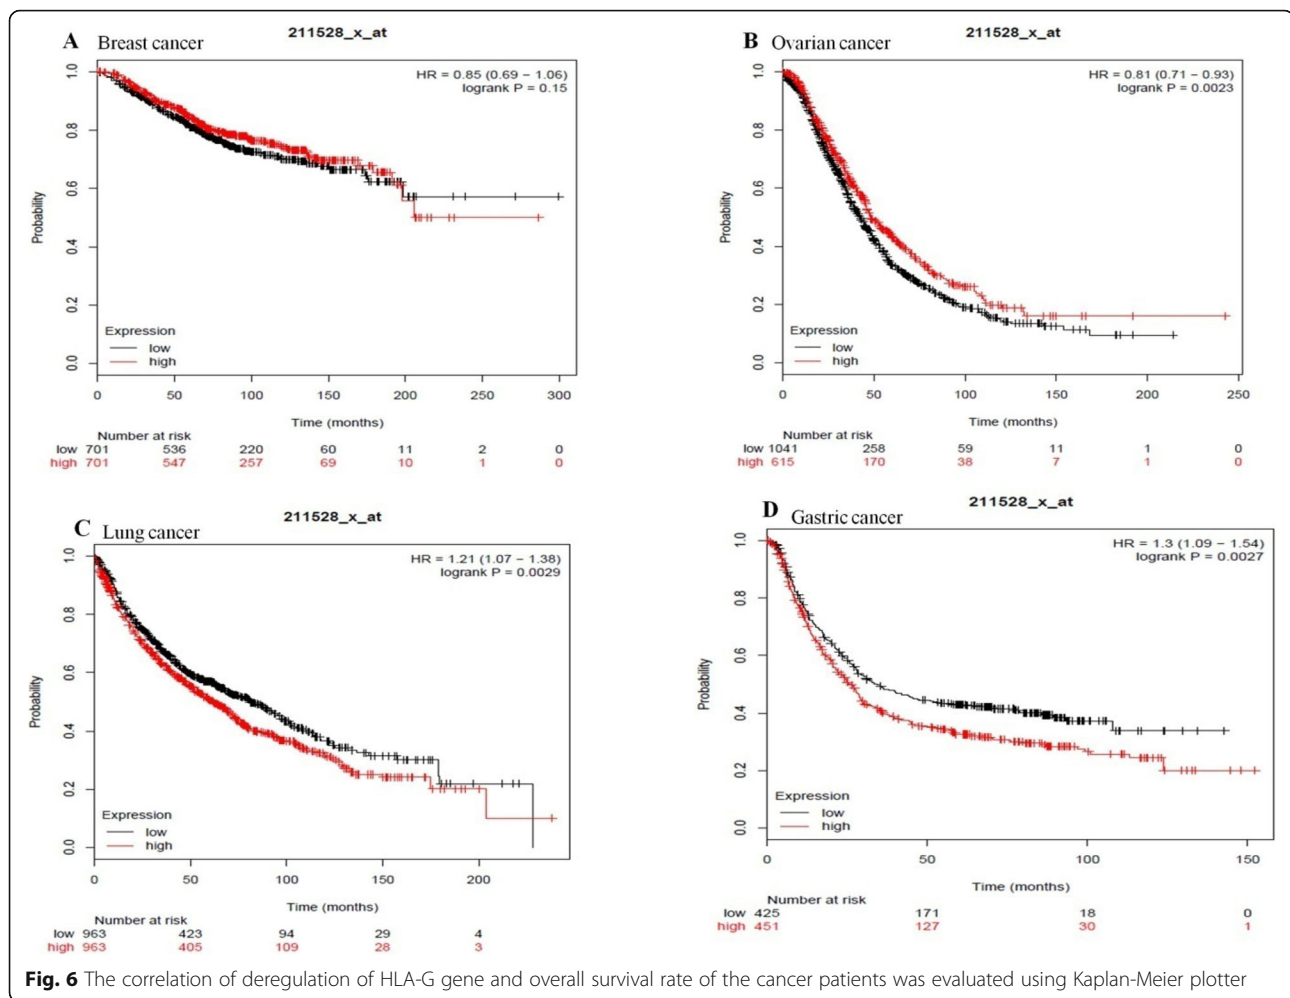 A Breast cancer
211528_x_at
HR = 0.85 (0.69 − 1.06)
logrank P = 0.15
Probability
1.0
0.8
0.6
0.4
0.2
0.0
Expression
low
high
0 50 100 150 200 250 300
Time (months)
Number at risk
low 701 536 220 60 11 2 0
high 701 547 257 69 10 1 0
B Ovarian cancer
211528_x_at
HR = 0.81 (0.71 − 0.93)
logrank P = 0.0023
Probability
1.0
0.8
0.6
0.4
0.2
0.0
Expression
low
high
0 50 100 150 200 250
Time (months)
Number at risk
low 1041 258 59 11 1 0
high 615 170 38 7 1 0
C Lung cancer
211528_x_at
HR = 1.21 (1.07 − 1.38)
logrank P = 0.0029
Probability
1.0
0.8
0.6
0.4
0.2
0.0
Expression
low
high
0 50 100 150 200
Time (months)
Number at risk
low 963 423 94 29 4
high 963 405 109 28 3
D Gastric cancer
211528_x_at
HR = 1.3 (1.09 − 1.54)
logrank P = 0.0027
Probability
1.0
0.8
0.6
0.4
0.2
0.0
Expression
low
high
0 50 100 150
Time (months)
Number at risk
low 425 171 18 0
high 451 127 30 1
Fig. 6 The correlation of deregulation of HLA-G gene and overall survival rate of the cancer patients was evaluated using Kaplan-Meier plotter